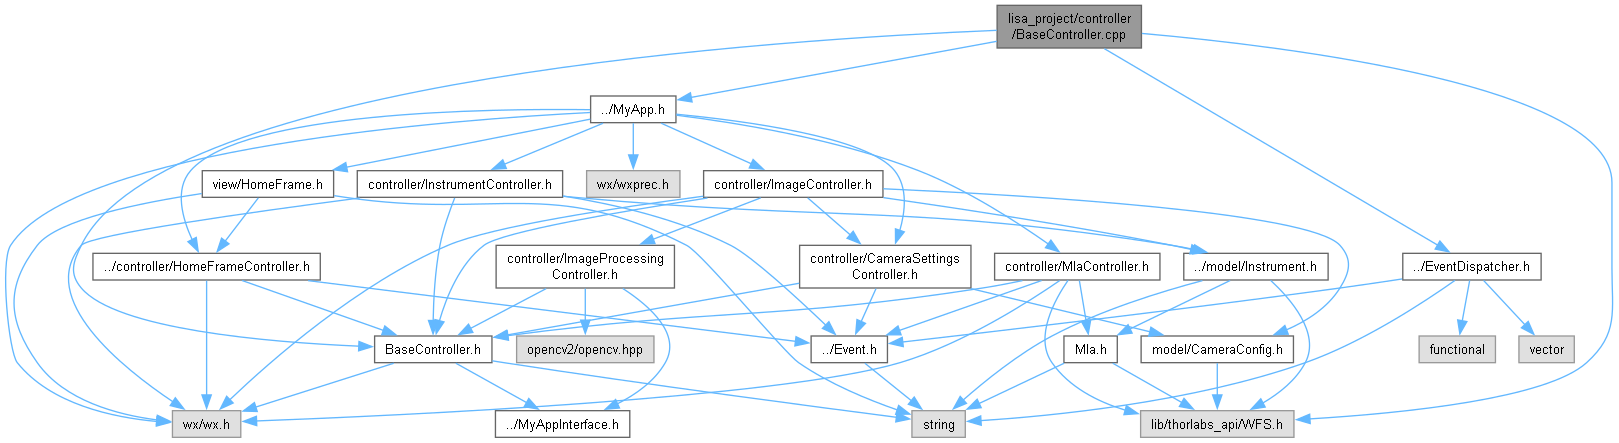 lisa_project/controller
/BaseController.cpp
../MyApp.h
view/HomeFrame.h
controller/InstrumentController.h
wx/wxprec.h
controller/ImageController.h
../controller/HomeFrameController.h
controller/ImageProcessing
Controller.h
controller/CameraSettings
Controller.h
controller/MlaController.h
../model/Instrument.h
../EventDispatcher.h
BaseController.h
opencv2/opencv.hpp
../Event.h
Mla.h
model/CameraConfig.h
functional
vector
wx/wx.h
../MyAppInterface.h
string
lib/thorlabs_api/WFS.h